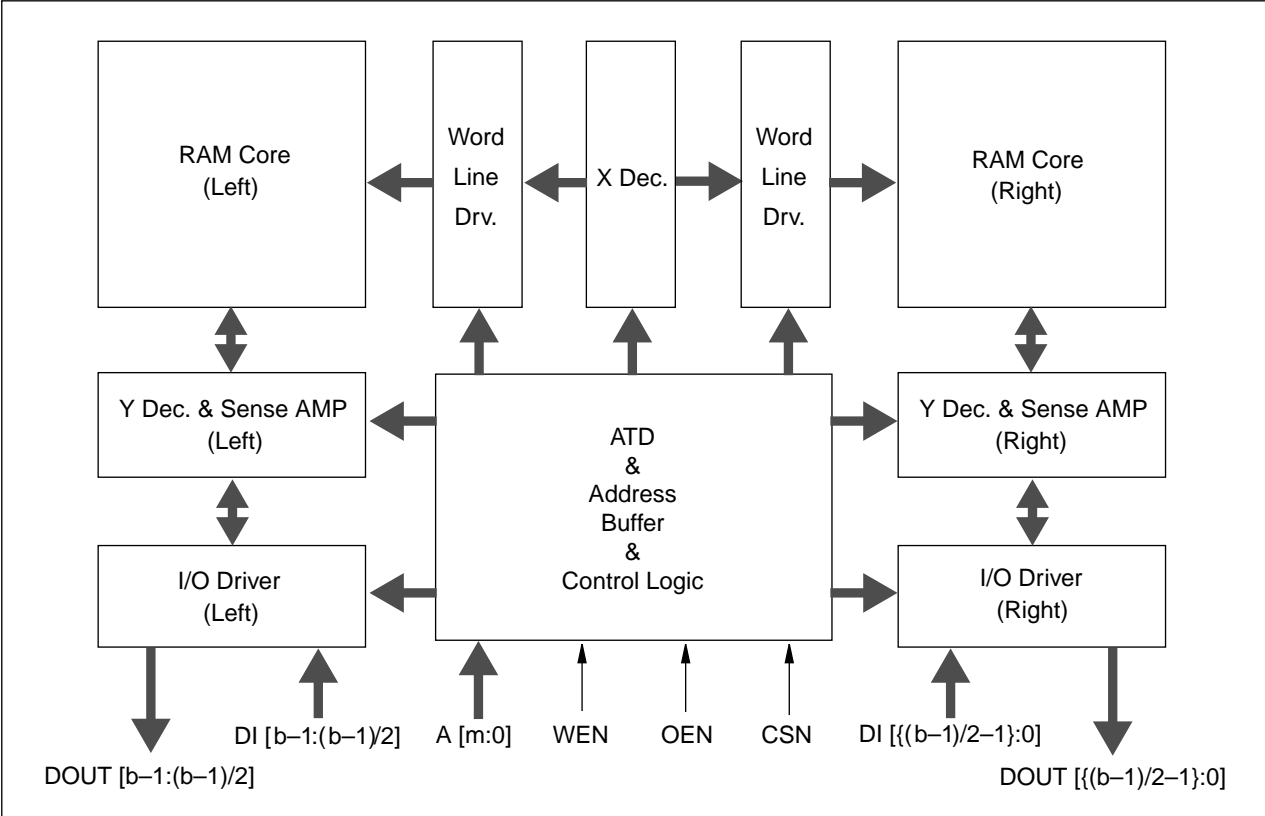 RAM Core
(Left)
Word
Line
Drv.
X Dec.
Word
Line
Drv.
RAM Core
(Right)
Y Dec. & Sense AMP
(Left)
ATD
&
Address
Buffer
&
Control Logic
Y Dec. & Sense AMP
(Right)
I/O Driver
(Left)
I/O Driver
(Right)
DI [b–1:(b–1)/2]
A [m:0]
WEN
OEN
CSN
DI [{(b–1)/2–1}:0]
DOUT [b–1:(b–1)/2]
DOUT [{(b–1)/2–1}:0]